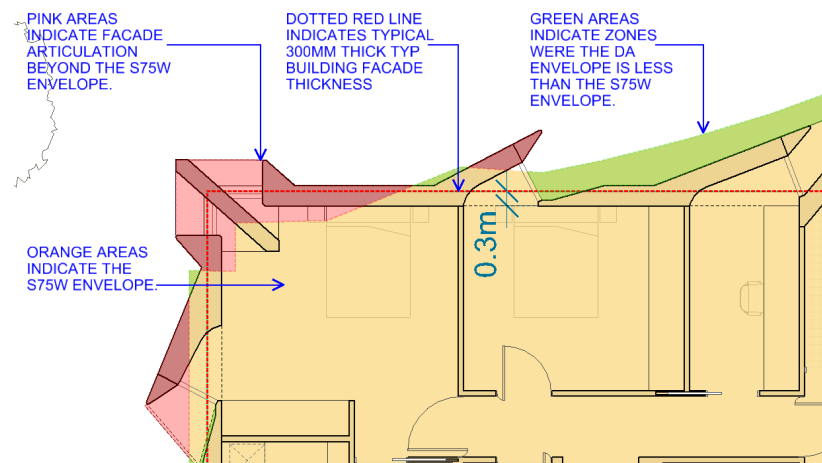 PINK AREAS
INDICATE FACADE
ARTICULATION
BEYOND THE S75W
ENVELOPE.
DOTTED RED LINE
INDICATES TYPICAL
300MM THICK TYP
BUILDING FACADE
THICKNESS
GREEN AREAS
INDICATE ZONES
WERE THE DA
ENVELOPE IS LESS
THAN THE S75W
ENVELOPE.
0.3m
ORANGE AREAS
INDICATE THE
S75W ENVELOPE.